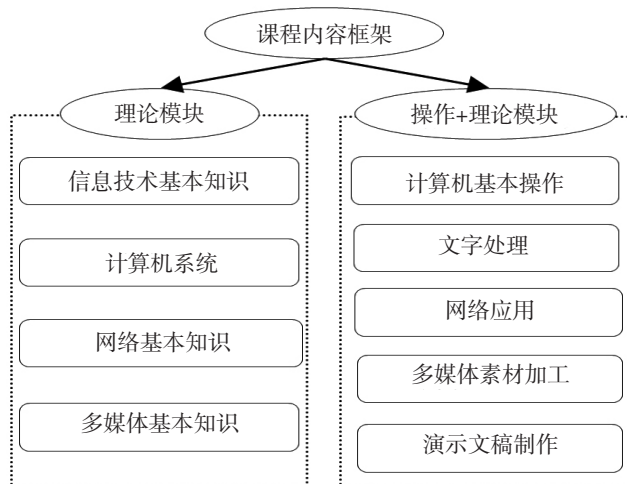 课程内容框架
理论模块
信息技术基本知识
计算机系统
网络基本知识
多媒体基本知识
操作+理论模块
计算机基本操作
文字处理
网络应用
多媒体素材加工
演示文稿制作